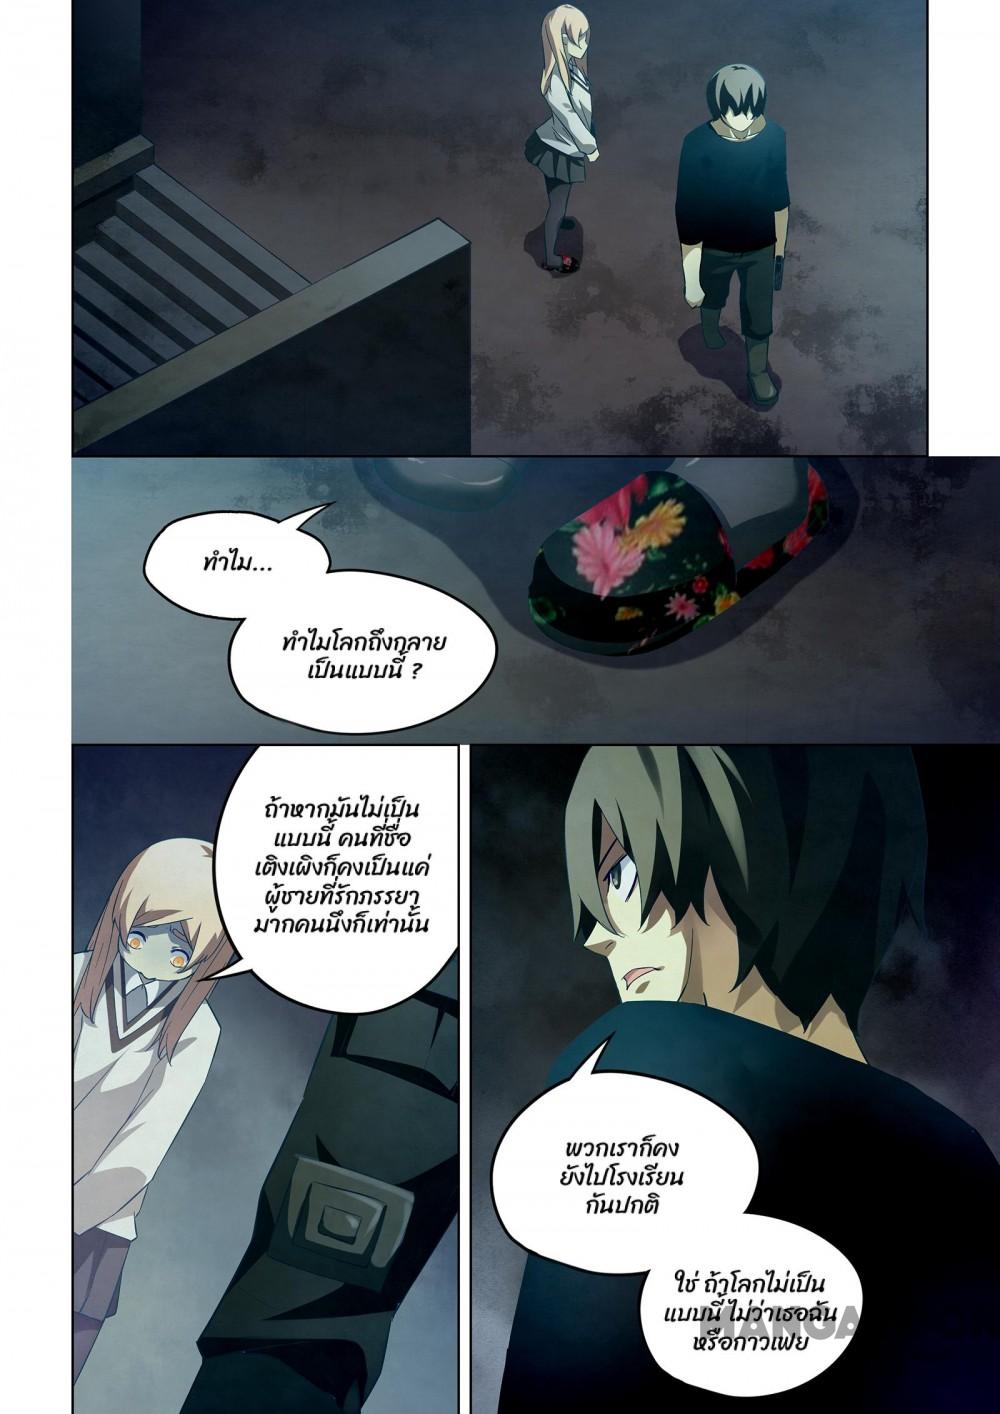 ทำไม...
ทำไมโลกถึงกลาย
เป็นแบบนี้ ?
ถ้าหากมันไม่เป็น
แบบนี้ คนที่ชื่อ
เติงเผิงก็คงเป็นแค่
ผู้ชายที่รักภรรยา
มากคนนึงก็เท่านั้น
พวกเราก็คง
ยังไปโรงเรียน
กันปกติ
ใช่ ถ้าโลกไม่เป็น
แบบนี้ ไม่ว่าเธอฉัน
หรือกาวเฟย